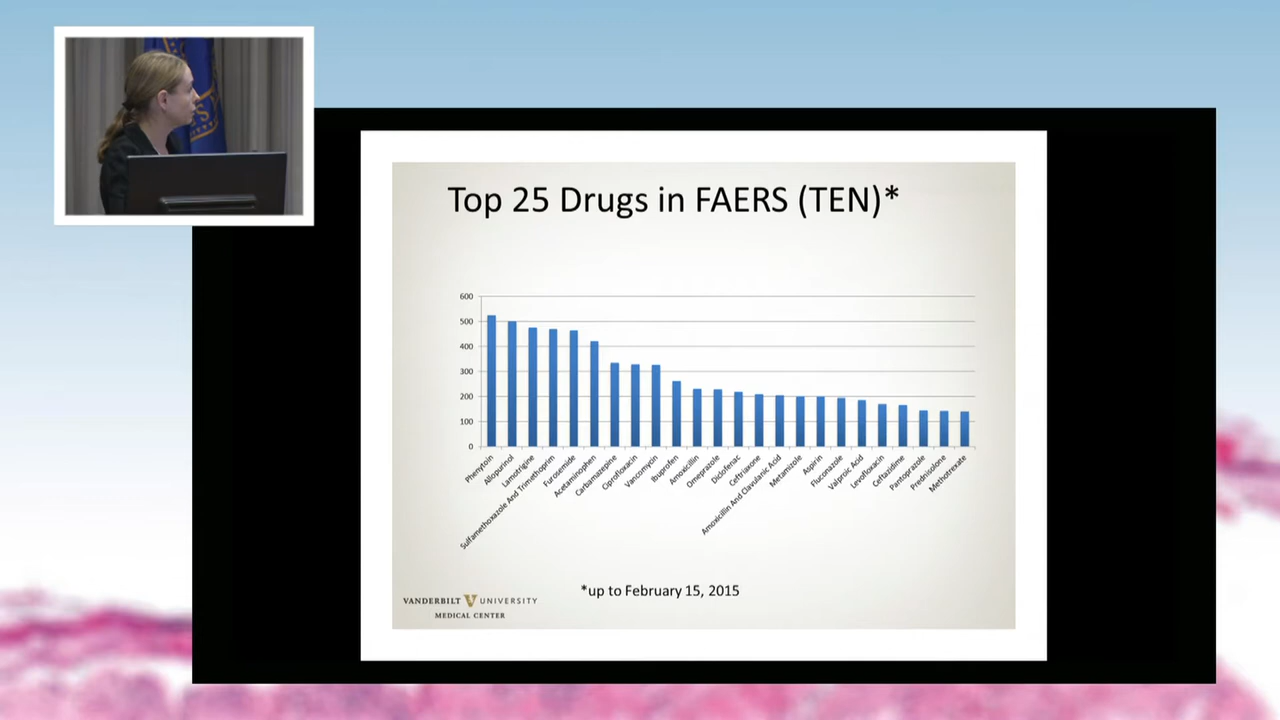 Top 25 Drugs in FAERS (TEN)*
600
500
400
300
200
100
0
Phenytoin
Allopurinol
Lamotrigine
Sulfamethoxazole And Trimethoprim
Furosemide
Acetaminophen
Carbamazepine
Ciprofloxacin
Vancomycin
Ibuprofen
Amoxicillin
Omeprazole
Diclofenac
Ceftriaxone
Amoxicillin And Clavulanic Acid
Metamizole
Aspirin
Fluconazole
Valproic Acid
Levofloxacin
Ceftazidime
Pantoprazole
Prednisolone
Methotrexate
*up to February 15, 2015
VANDERBILT V UNIVERSITY
MEDICAL CENTER